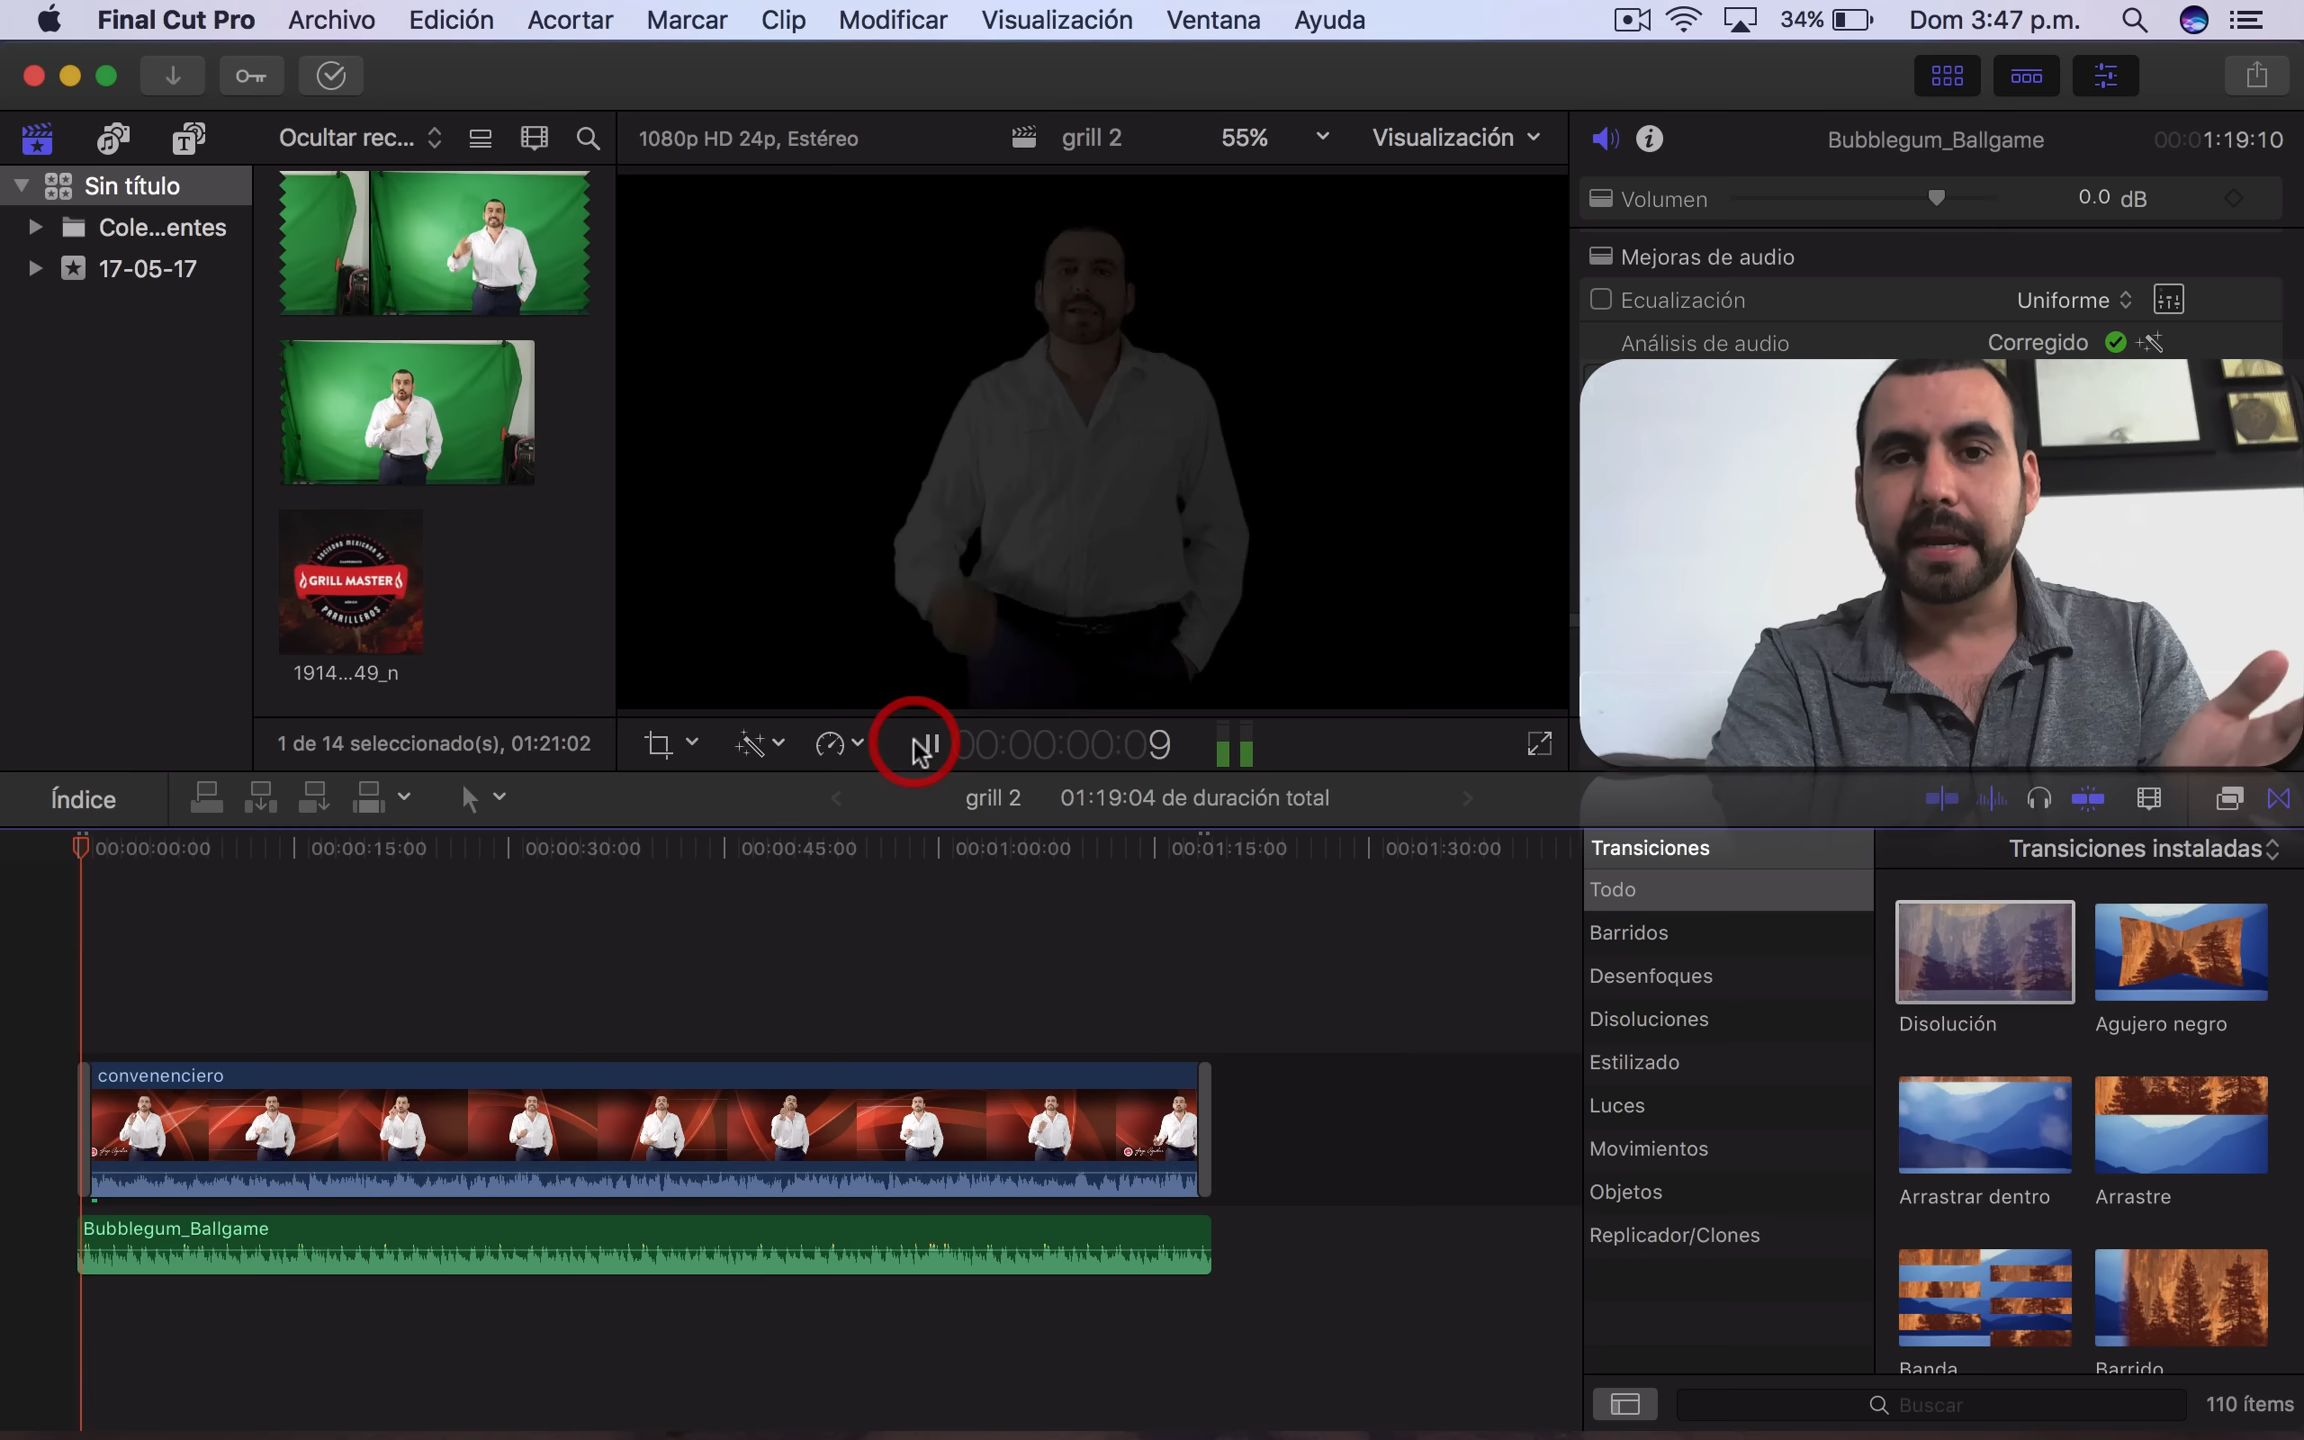 Final Cut Pro Archivo Edición Acortar Marcar Clip Modificar Visualización Ventana Ayuda 34% Dom 3:47 p.m.
Ocultar rec... 1080p HD 24p, Estéreo grill 2 55% Visualización Bubblegum_Ballgame 00:01:19:10
Sin título
Cole...entes
17-05-17
SOCIEDAD MEXICANA DE
GRILL MASTER
PARRILLEROS
1914...49_n
1 de 14 seleccionado(s), 01:21:02
00:00:00:09
Volumen 0.0 dB
Mejoras de audio
Ecualización Uniforme
Análisis de audio Corregido
Índice grill 2 01:19:04 de duración total
00:00:00:00 00:00:15:00 00:00:30:00 00:00:45:00 00:01:00:00 00:01:15:00 00:01:30:00
convenenciero
Bubblegum_Ballgame
Transiciones
Todo
Barridos
Desenfoques
Disoluciones
Estilizado
Luces
Movimientos
Objetos
Replicador/Clones
Transiciones instaladas
Disolución Agujero negro
Arrastrar dentro Arrastre
Banda Barrido
Buscar 110 ítems